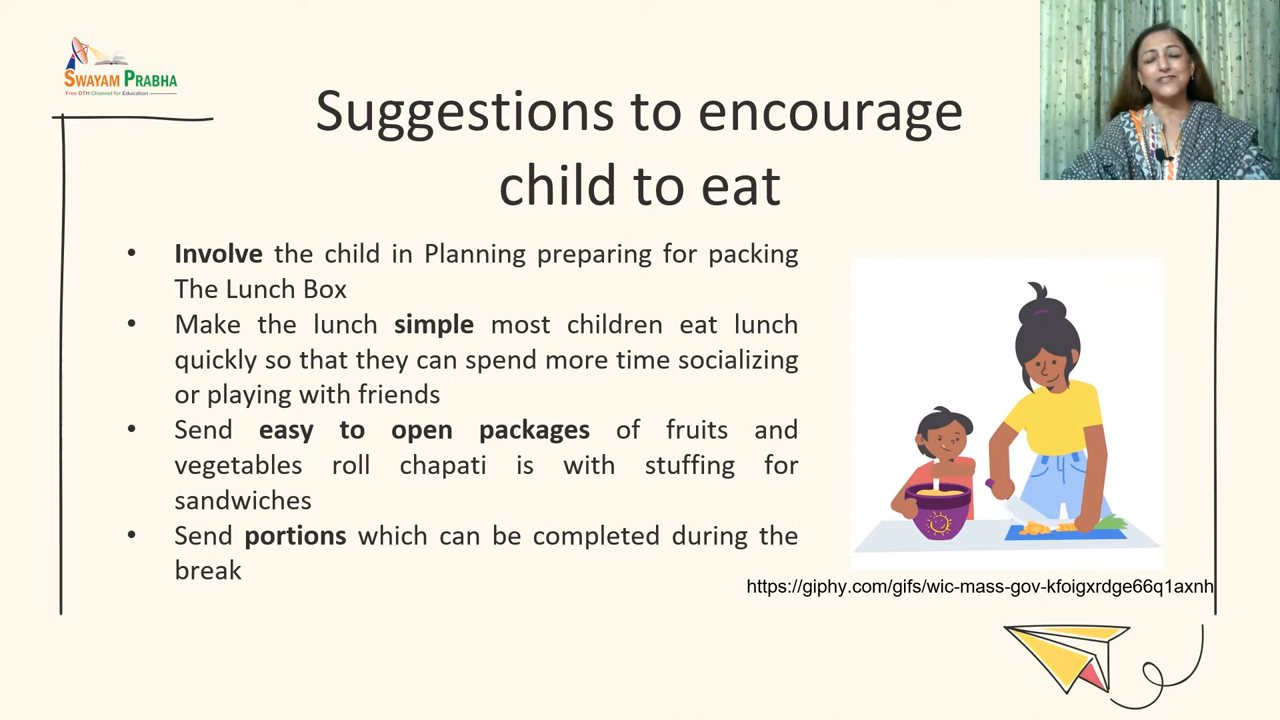 SWAYAM PRABHA
Free DTH Channel for Education
Suggestions to encourage
child to eat
• Involve the child in Planning preparing for packing
The Lunch Box
• Make the lunch simple most children eat lunch
quickly so that they can spend more time socializing
or playing with friends
• Send easy to open packages of fruits and
vegetables roll chapati is with stuffing for
sandwiches
• Send portions which can be completed during the
break
https://giphy.com/gifs/wic-mass-gov-kfoigxrdge66q1axnh